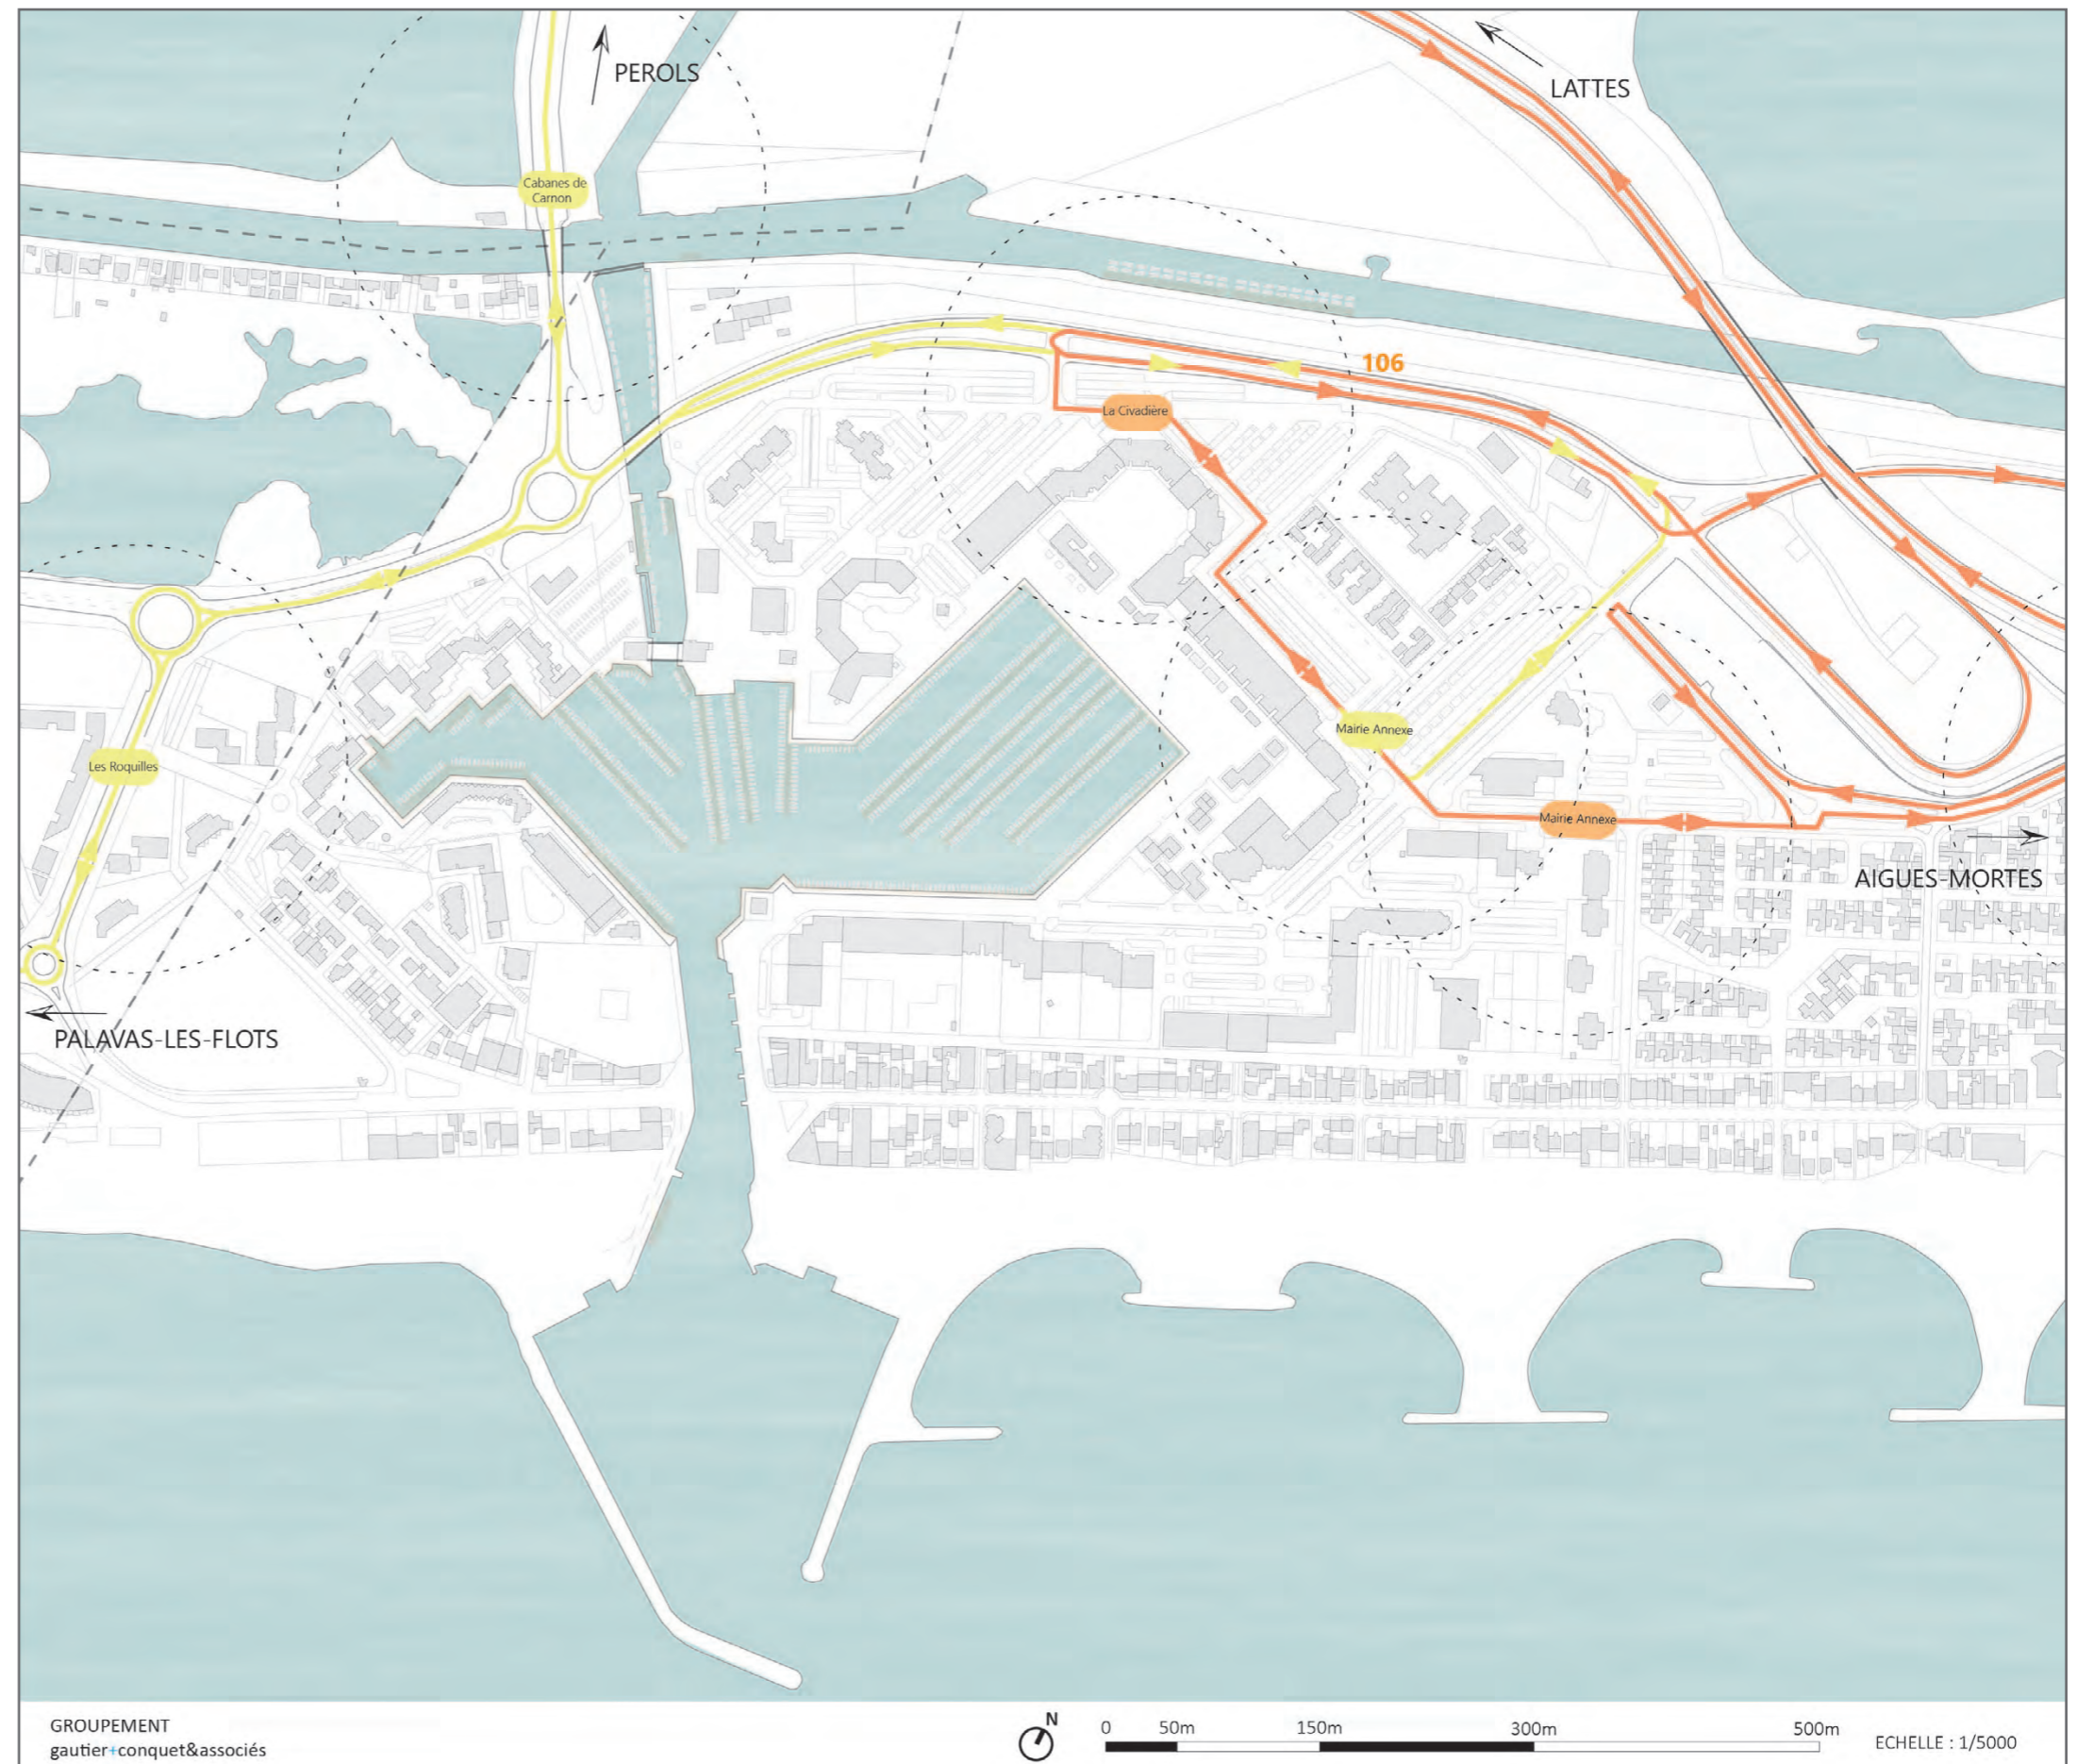 PEROLS
LATTES
Cabanes de
Carnon
106
La Civadière
Mairie Annexe
Les Roquilles
Mairie Annexe
AIGUES-MORTES
PALAVAS-LES-FLOTS
GROUPEMENT
gautier+conquet&associés
N
0 50m 150m 300m 500m
ECHELLE : 1/5000